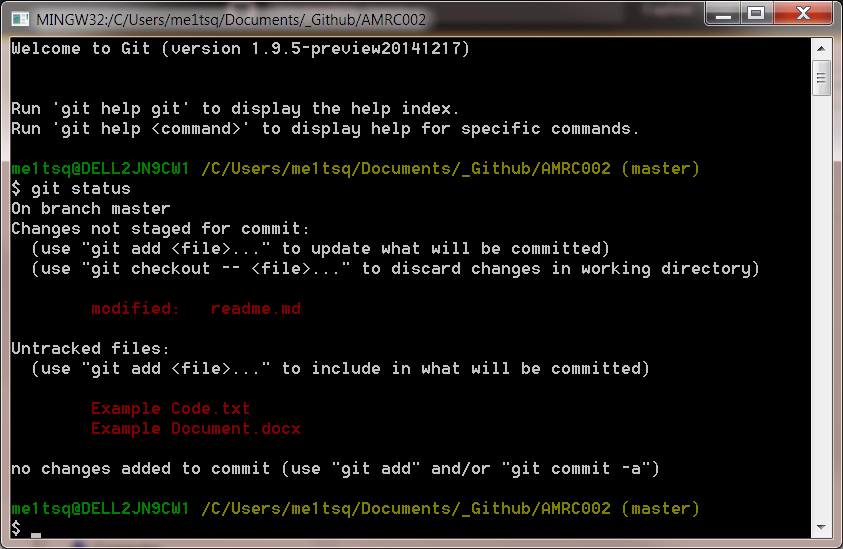 MINGW32:/C/Users/me1tsq/Documents/_Github/AMRC002
Welcome to Git (version 1.9.5-preview20141217)
Run 'git help git' to display the help index.
Run 'git help <command>' to display help for specific commands.
me1tsq@DELL2JN9CW1 /C/Users/me1tsq/Documents/_Github/AMRC002 (master)
$ git status
On branch master
Changes not staged for commit:
(use "git add <file>..." to update what will be committed)
(use "git checkout -- <file>..." to discard changes in working directory)
modified: readme.md
Untracked files:
(use "git add <file>..." to include in what will be committed)
Example Code.txt
Example Document.docx
no changes added to commit (use "git add" and/or "git commit -a")
me1tsq@DELL2JN9CW1 /C/Users/me1tsq/Documents/_Github/AMRC002 (master)
$ _